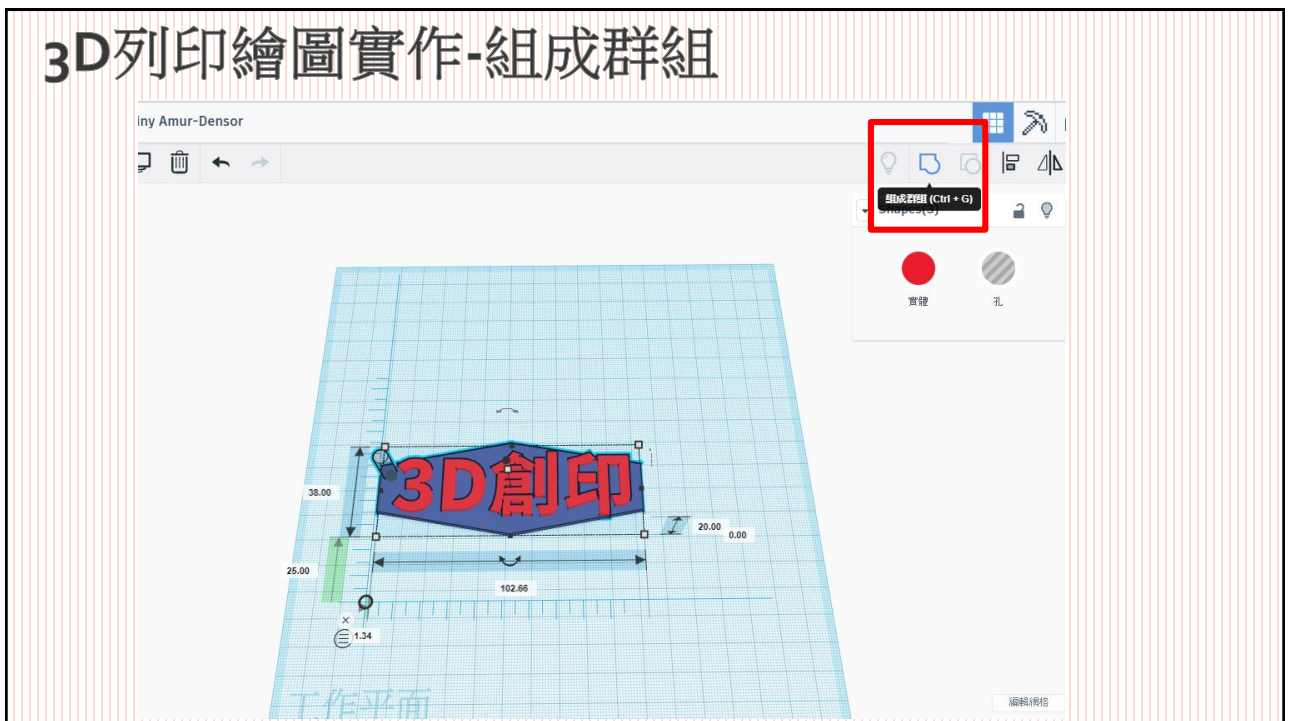 3D列印繪圖實作-組成群組
iny Amur-Densor
組成群組 (Ctrl + G)
Shapes(3)
實體
孔
3D創印
38.00
20.00
0.00
25.00
102.66
1.34
工作平面
編輯網格